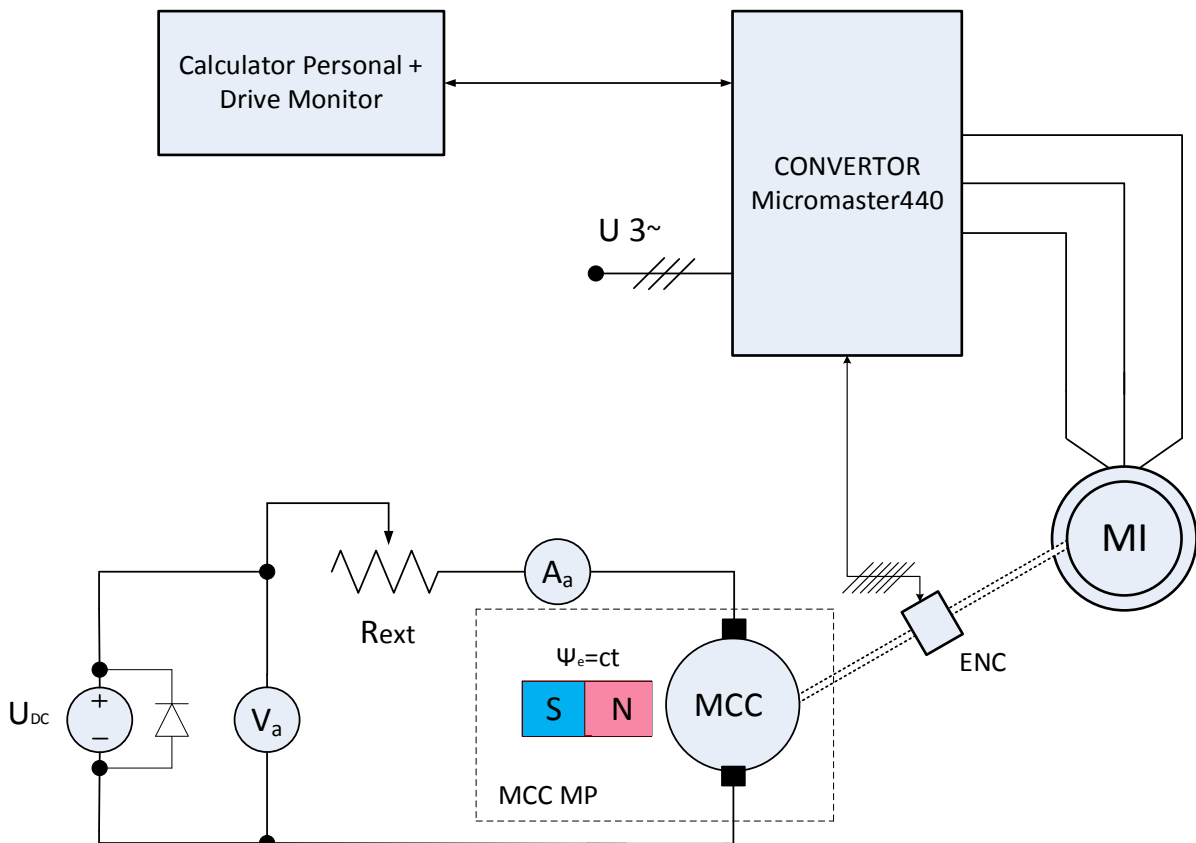 Calculator Personal +
Drive Monitor
CONVERTOR
Micromaster440
U 3~
MI
ENC
Aa
Rext
Ψe=ct
S N
MCC
MCC MP
UDC
+
−
Va